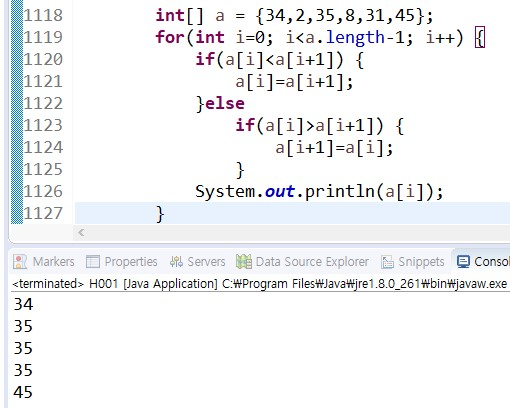 1118 int[] a = {34,2,35,8,31,45};
1119 for(int i=0; i<a.length-1; i++) {
1120 if(a[i]<a[i+1]) {
1121 a[i]=a[i+1];
1122 }else
1123 if(a[i]>a[i+1]) {
1124 a[i+1]=a[i];
1125 }
1126 System.out.println(a[i]);
1127 }
Markers Properties Servers Data Source Explorer Snippets Consol
<terminated> H001 [Java Application] C:₩Program Files₩Java₩jre1.8.0_261₩bin₩javaw.exe
34
35
35
35
45